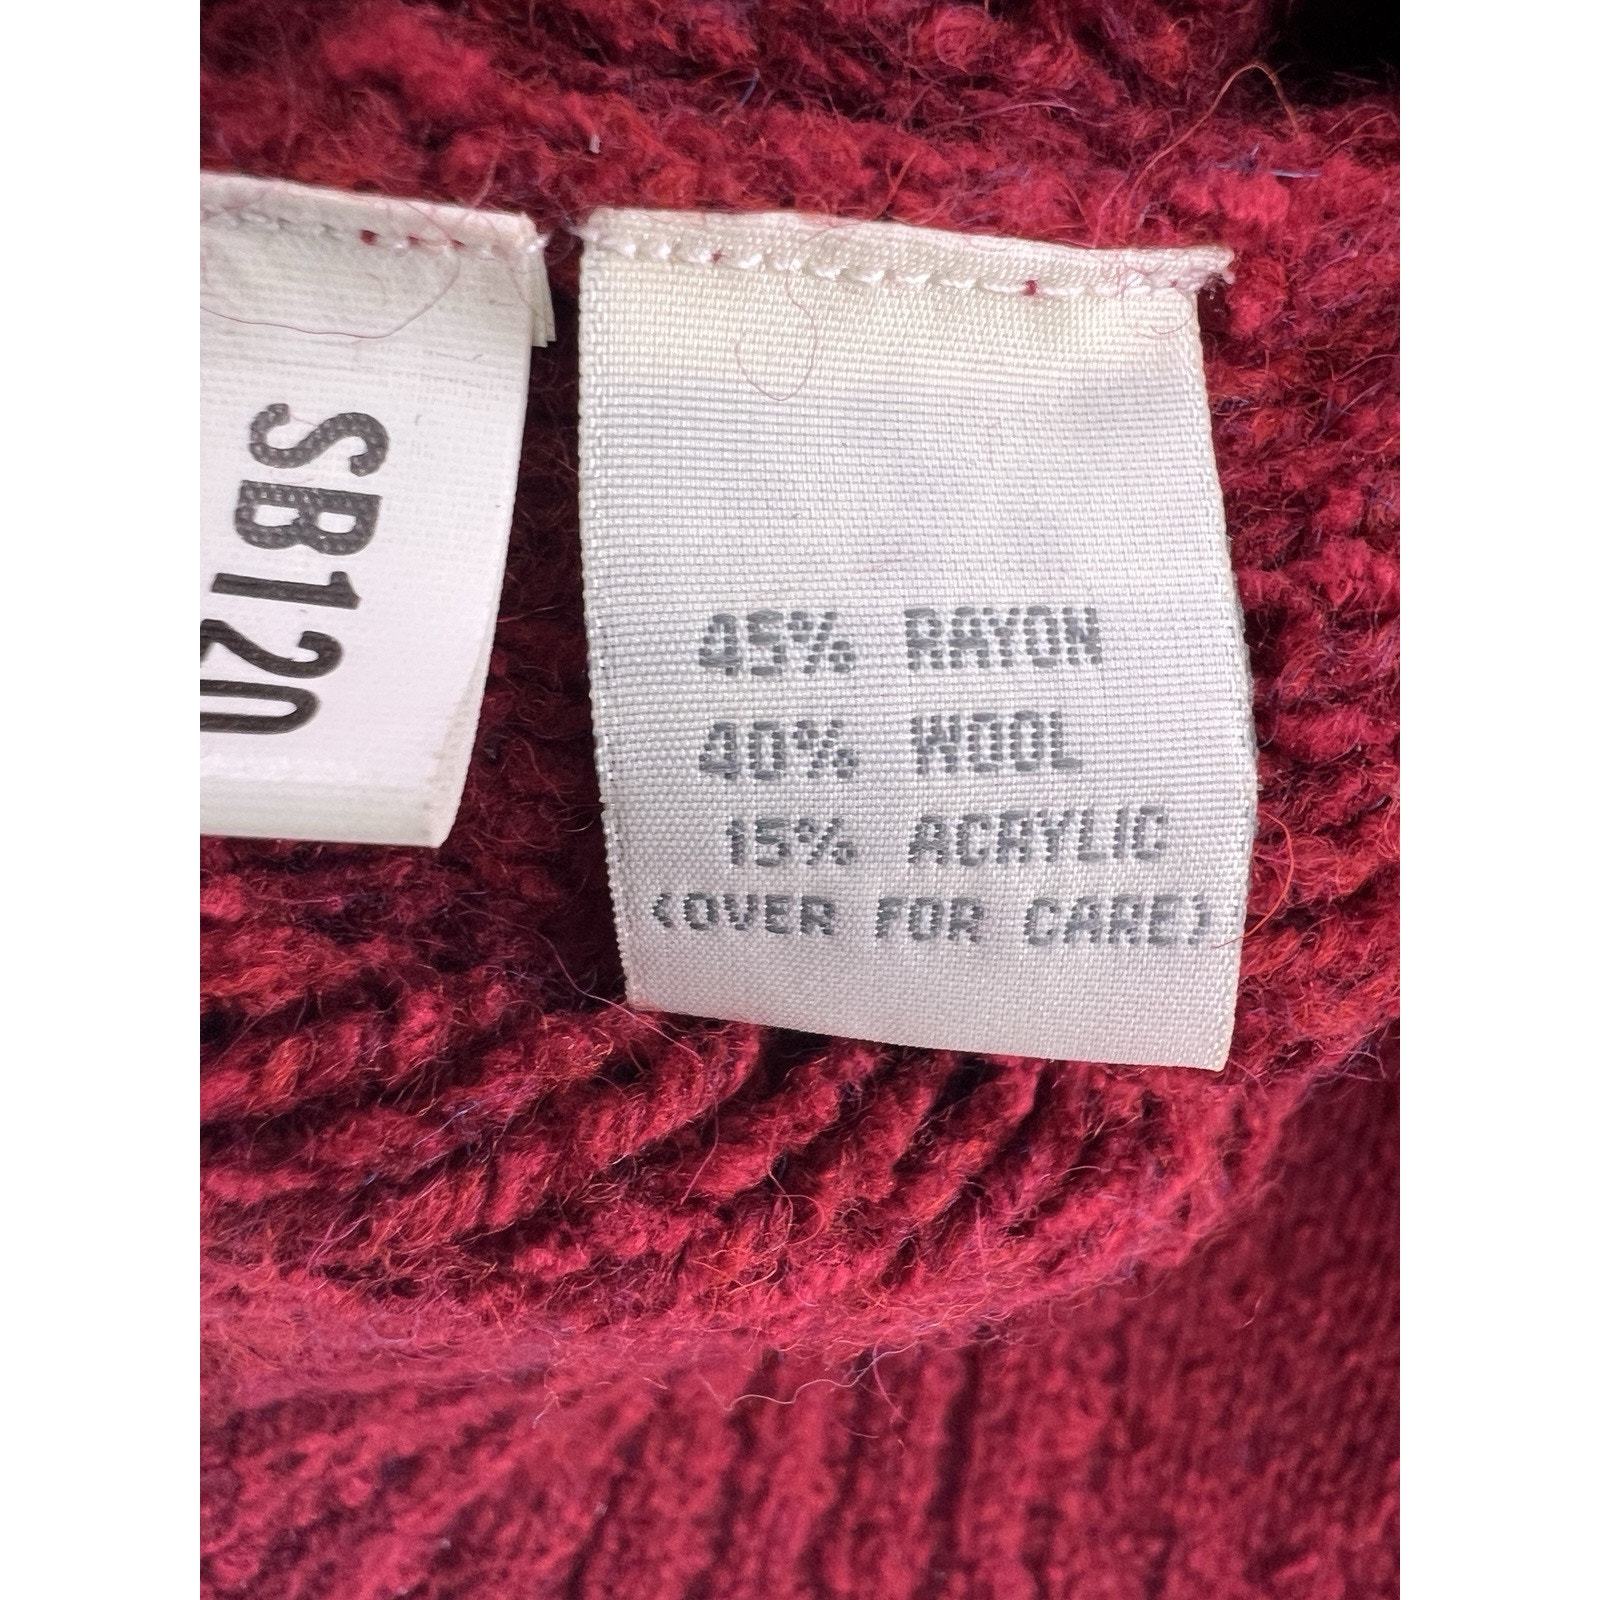 SB120
45% RAYON
40% WOOL
15% ACRYLIC
(OVER FOR CARE)